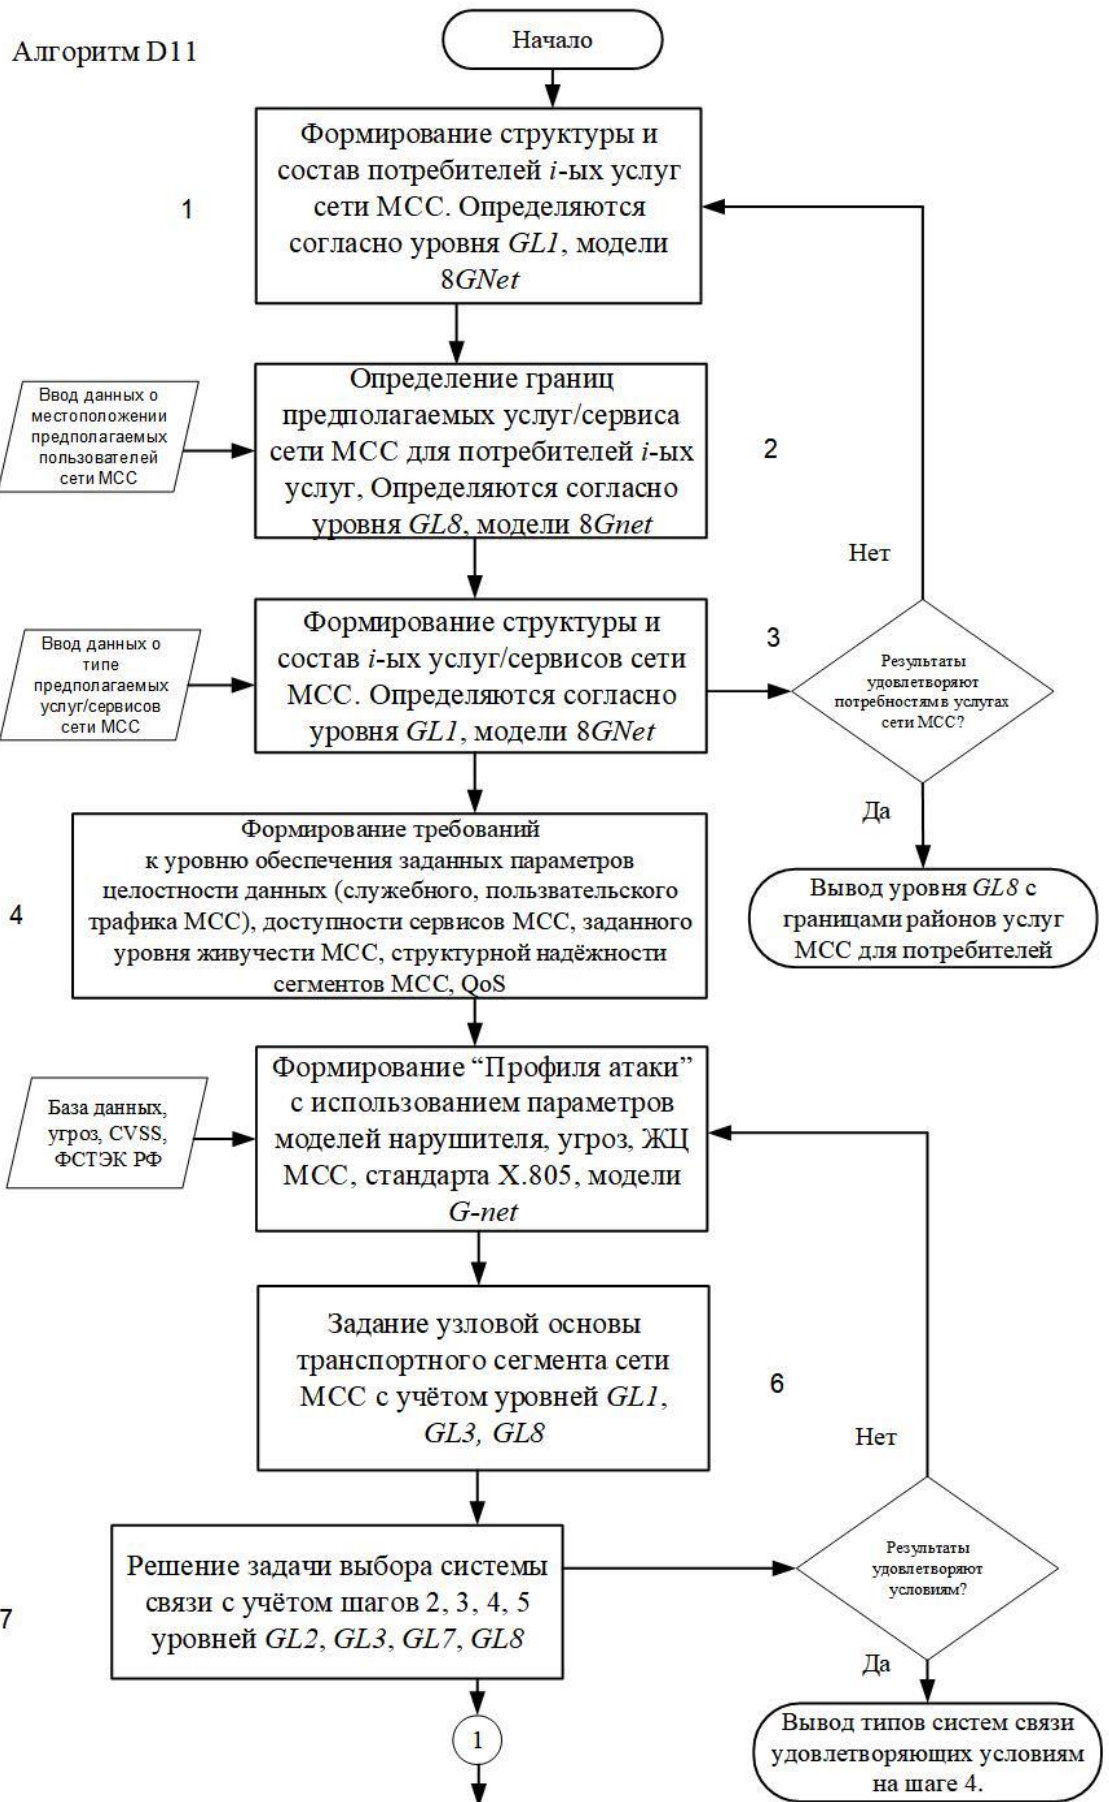 Алгоритм D11
Начало
1
Формирование структуры и
состав потребителей i-ых услуг
сети МСС. Определяются
согласно уровня GL1, модели
8GNet
Ввод данных о
местоположении
предполагаемых
пользователей
сети МСС
Определение границ
предполагаемых услуг/сервиса
сети МСС для потребителей i-ых
услуг, Определяются согласно
уровня GL8, модели 8Gnet
2
Нет
Ввод данных о
типе
предполагаемых
услуг/сервисов
сети МСС
Формирование структуры и
состав i-ых услуг/сервисов сети
МСС. Определяются согласно
уровня GL1, модели 8GNet
3
Результаты
удовлетворяют
потребностям в услугах
сети МСС?
Да
Вывод уровня GL8 с
границами районов услуг
МСС для потребителей
4
Формирование требований
к уровню обеспечения заданных параметров
целостности данных (служебного, пользвательского
трафика МСС), доступности сервисов МСС, заданного
уровня живучести МСС, структурной надёжности
сегментов МСС, QoS
База данных,
угроз, CVSS,
ФСТЭК РФ
Формирование “Профиля атаки”
с использованием параметров
моделей нарушителя, угроз, ЖЦ
МСС, стандарта X.805, модели
G-net
Задание узловой основы
транспортного сегмента сети
МСС с учётом уровней GL1,
GL3, GL8
6
Нет
7
Решение задачи выбора системы
связи с учётом шагов 2, 3, 4, 5
уровней GL2, GL3, GL7, GL8
Результаты
удовлетворяют
условиям?
Да
Вывод типов систем связи
удовлетворяющих условиям
на шаге 4.
1